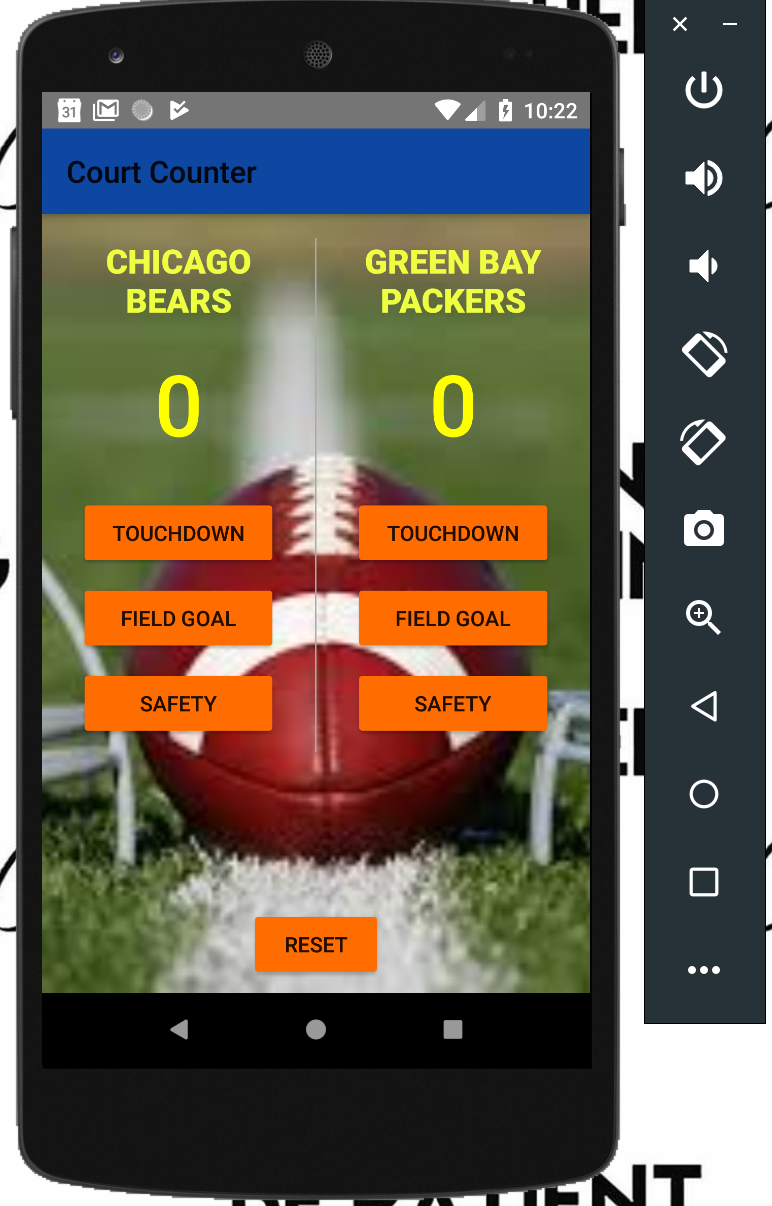 31 10:22
Court Counter
CHICAGO
BEARS
GREEN BAY
PACKERS
0
0
TOUCHDOWN
TOUCHDOWN
FIELD GOAL
FIELD GOAL
SAFETY
SAFETY
RESET